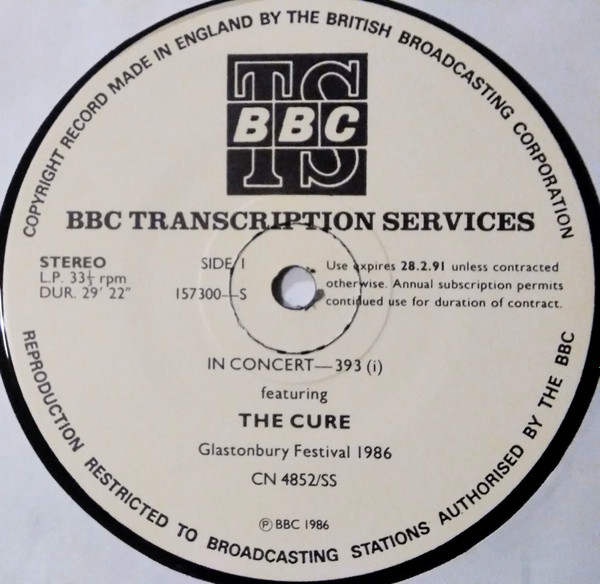 COPYRIGHT RECORD MADE IN ENGLAND BY THE BRITISH BROADCASTING CORPORATION
TS
BBC
BBC TRANSCRIPTION SERVICES
STEREO
L.P. 33⅓ rpm
DUR. 29' 22"
SIDE 1
157300—S
Use expires 28.2.91 unless contracted
otherwise. Annual subscription permits
continued use for duration of contract.
IN CONCERT—393 (i)
featuring
THE CURE
Glastonbury Festival 1986
CN 4852/SS
℗ BBC 1986
REPRODUCTION RESTRICTED TO BROADCASTING STATIONS AUTHORISED BY THE BBC